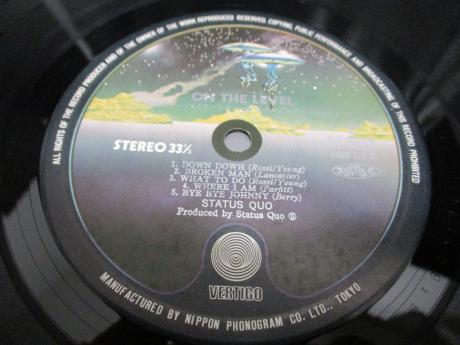 ALL RIGHTS OF THE RECORD PRODUCER AND OF THE OWNER OF THE WORK REPRODUCED RESERVED. COPYING, PUBLIC PERFORMANCE AND BROADCASTING OF THIS RECORD PROHIBITED
ON THE LEVEL
STEREO 33⅓
1. DOWN DOWN (Rossi/Young)
2. BROKEN MAN (Lancaster)
3. WHAT TO DO (Rossi/Young)
4. WHERE I AM (Parfitt)
5. BYE BYE JOHNNY (Berry)
STATUS QUO
Produced by Status Quo Ⓢ
VERTIGO
MANUFACTURED BY NIPPON PHONOGRAM CO. LTD., TOKYO